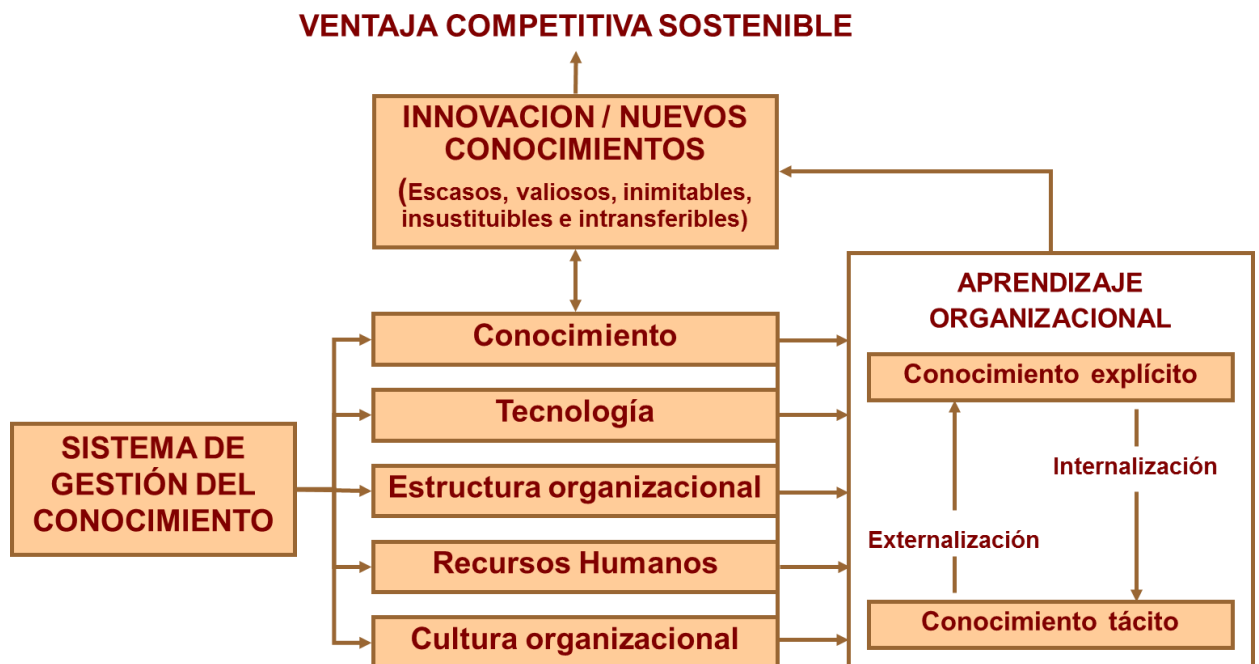 VENTAJA COMPETITIVA SOSTENIBLE
INNOVACION / NUEVOS
CONOCIMIENTOS
(Escasos, valiosos, inimitables,
insustituibles e intransferibles)
SISTEMA DE
GESTIÓN DEL
CONOCIMIENTO
Conocimiento
Tecnología
Estructura organizacional
Recursos Humanos
Cultura organizacional
APRENDIZAJE
ORGANIZACIONAL
Conocimiento explícito
Internalización
Externalización
Conocimiento tácito